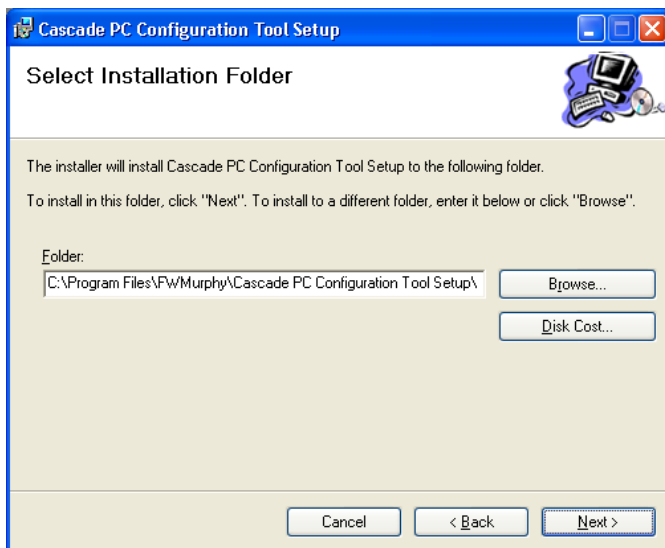 Cascade PC Configuration Tool Setup
Select Installation Folder
The installer will install Cascade PC Configuration Tool Setup to the following folder.
To install in this folder, click "Next". To install to a different folder, enter it below or click "Browse".
Folder:
C:\Program Files\FWMurphy\Cascade PC Configuration Tool Setup\
Browse...
Disk Cost...
Cancel
< Back
Next >